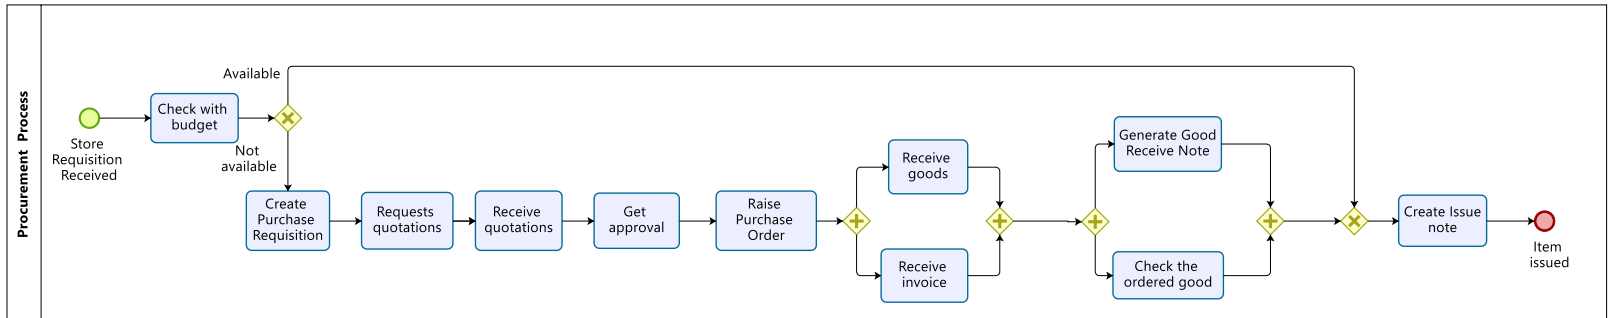 Procurement Process
Store
Requisition
Received
Check with
budget
Available
Not
available
Create
Purchase
Requisition
Requests
quotations
Receive
quotations
Get
approval
Raise
Purchase
Order
Receive
goods
Receive
invoice
Generate Good
Receive Note
Check the
ordered good
Create Issue
note
Item
issued